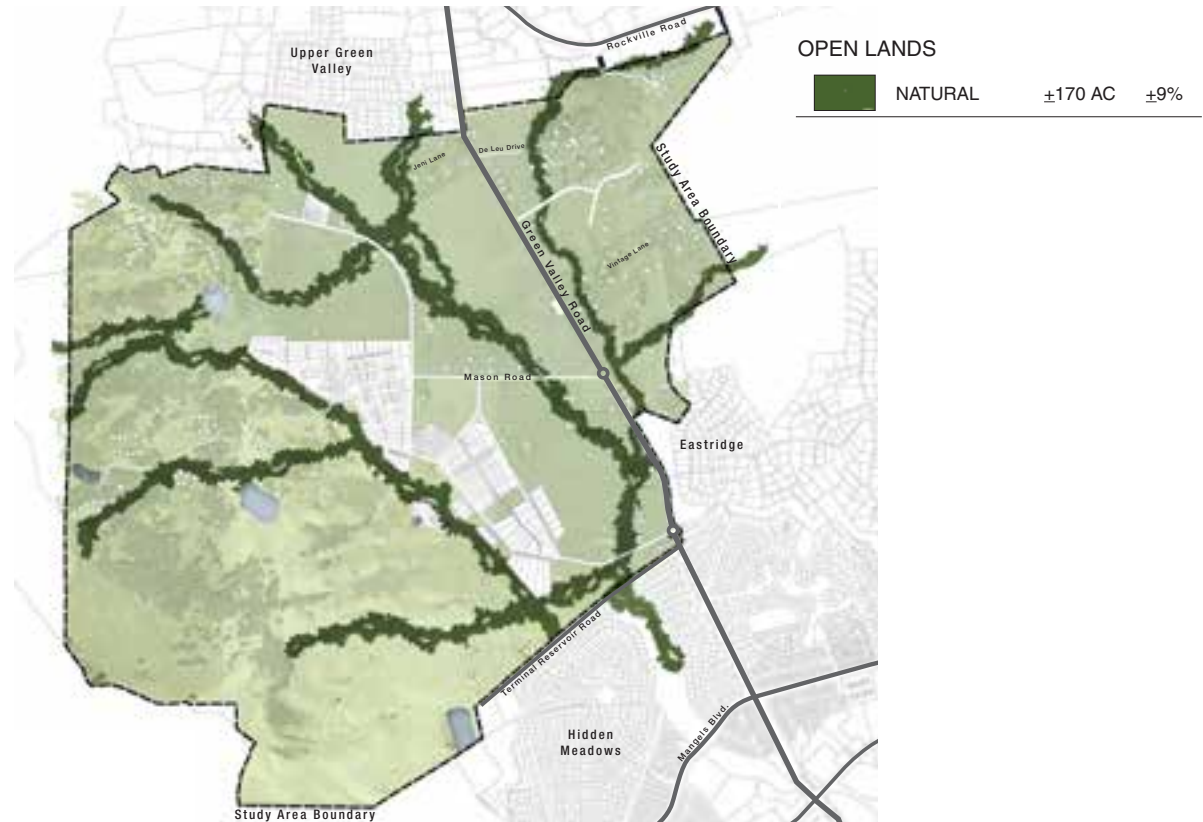 Rockville Road
Upper Green
Valley
OPEN LANDS
NATURAL ±170 AC ±9%
Jeni Lane
De Leu Drive
Study Area Boundary
Green Valley Road
Vintage Lane
Mason Road
Eastridge
Terminal Reservoir Road
Hidden
Meadows
Mangels Blvd.
Study Area Boundary